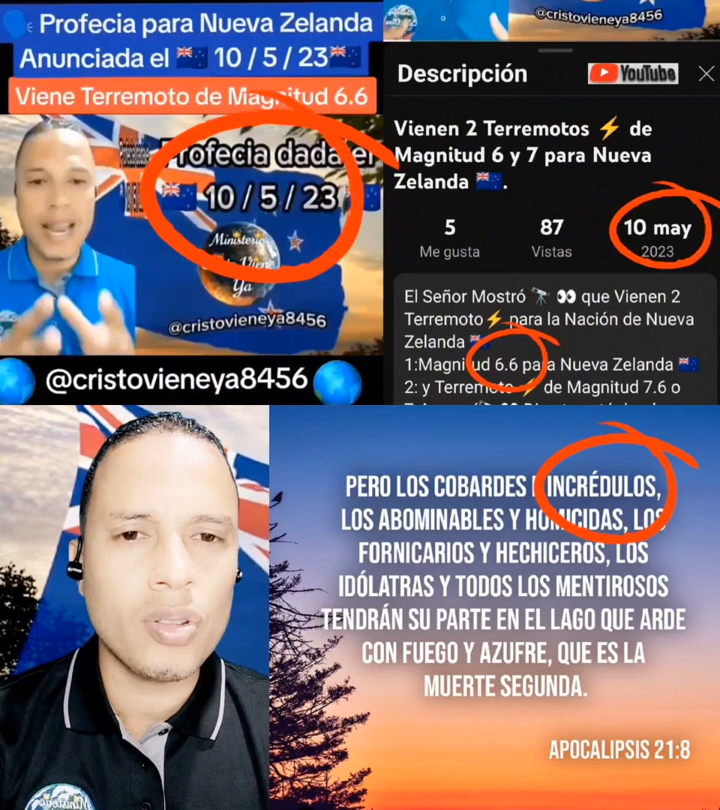 Profecia para Nueva Zelanda
Anunciada el 10 / 5 / 23
Viene Terremoto de Magnitud 6.6
Profecia dada el
10 / 5 / 23
Ministerio
Viene
Ya
@cristovieneya8456
@cristovieneya8456
@cristovieneya8456
Descripción
YouTube
Vienen 2 Terremotos ⚡ de
Magnitud 6 y 7 para Nueva
Zelanda 🇳🇿.
5
Me gusta
87
Vistas
10 may
2023
El Señor Mostró 🔭 👀 que Vienen 2
Terremoto⚡ para la Nación de Nueva
Zelanda 🇳🇿
1:Magnitud 6.6 para Nueva Zelanda 🇳🇿
2: y Terremoto ⚡ de Magnitud 7.6 o
PERO LOS COBARDES E INCRÉDULOS,
LOS ABOMINABLES Y HOMICIDAS, LOS
FORNICARIOS Y HECHICEROS, LOS
IDÓLATRAS Y TODOS LOS MENTIROSOS
TENDRÁN SU PARTE EN EL LAGO QUE ARDE
CON FUEGO Y AZUFRE, QUE ES LA
MUERTE SEGUNDA.
APOCALIPSIS 21:8
Ministerio